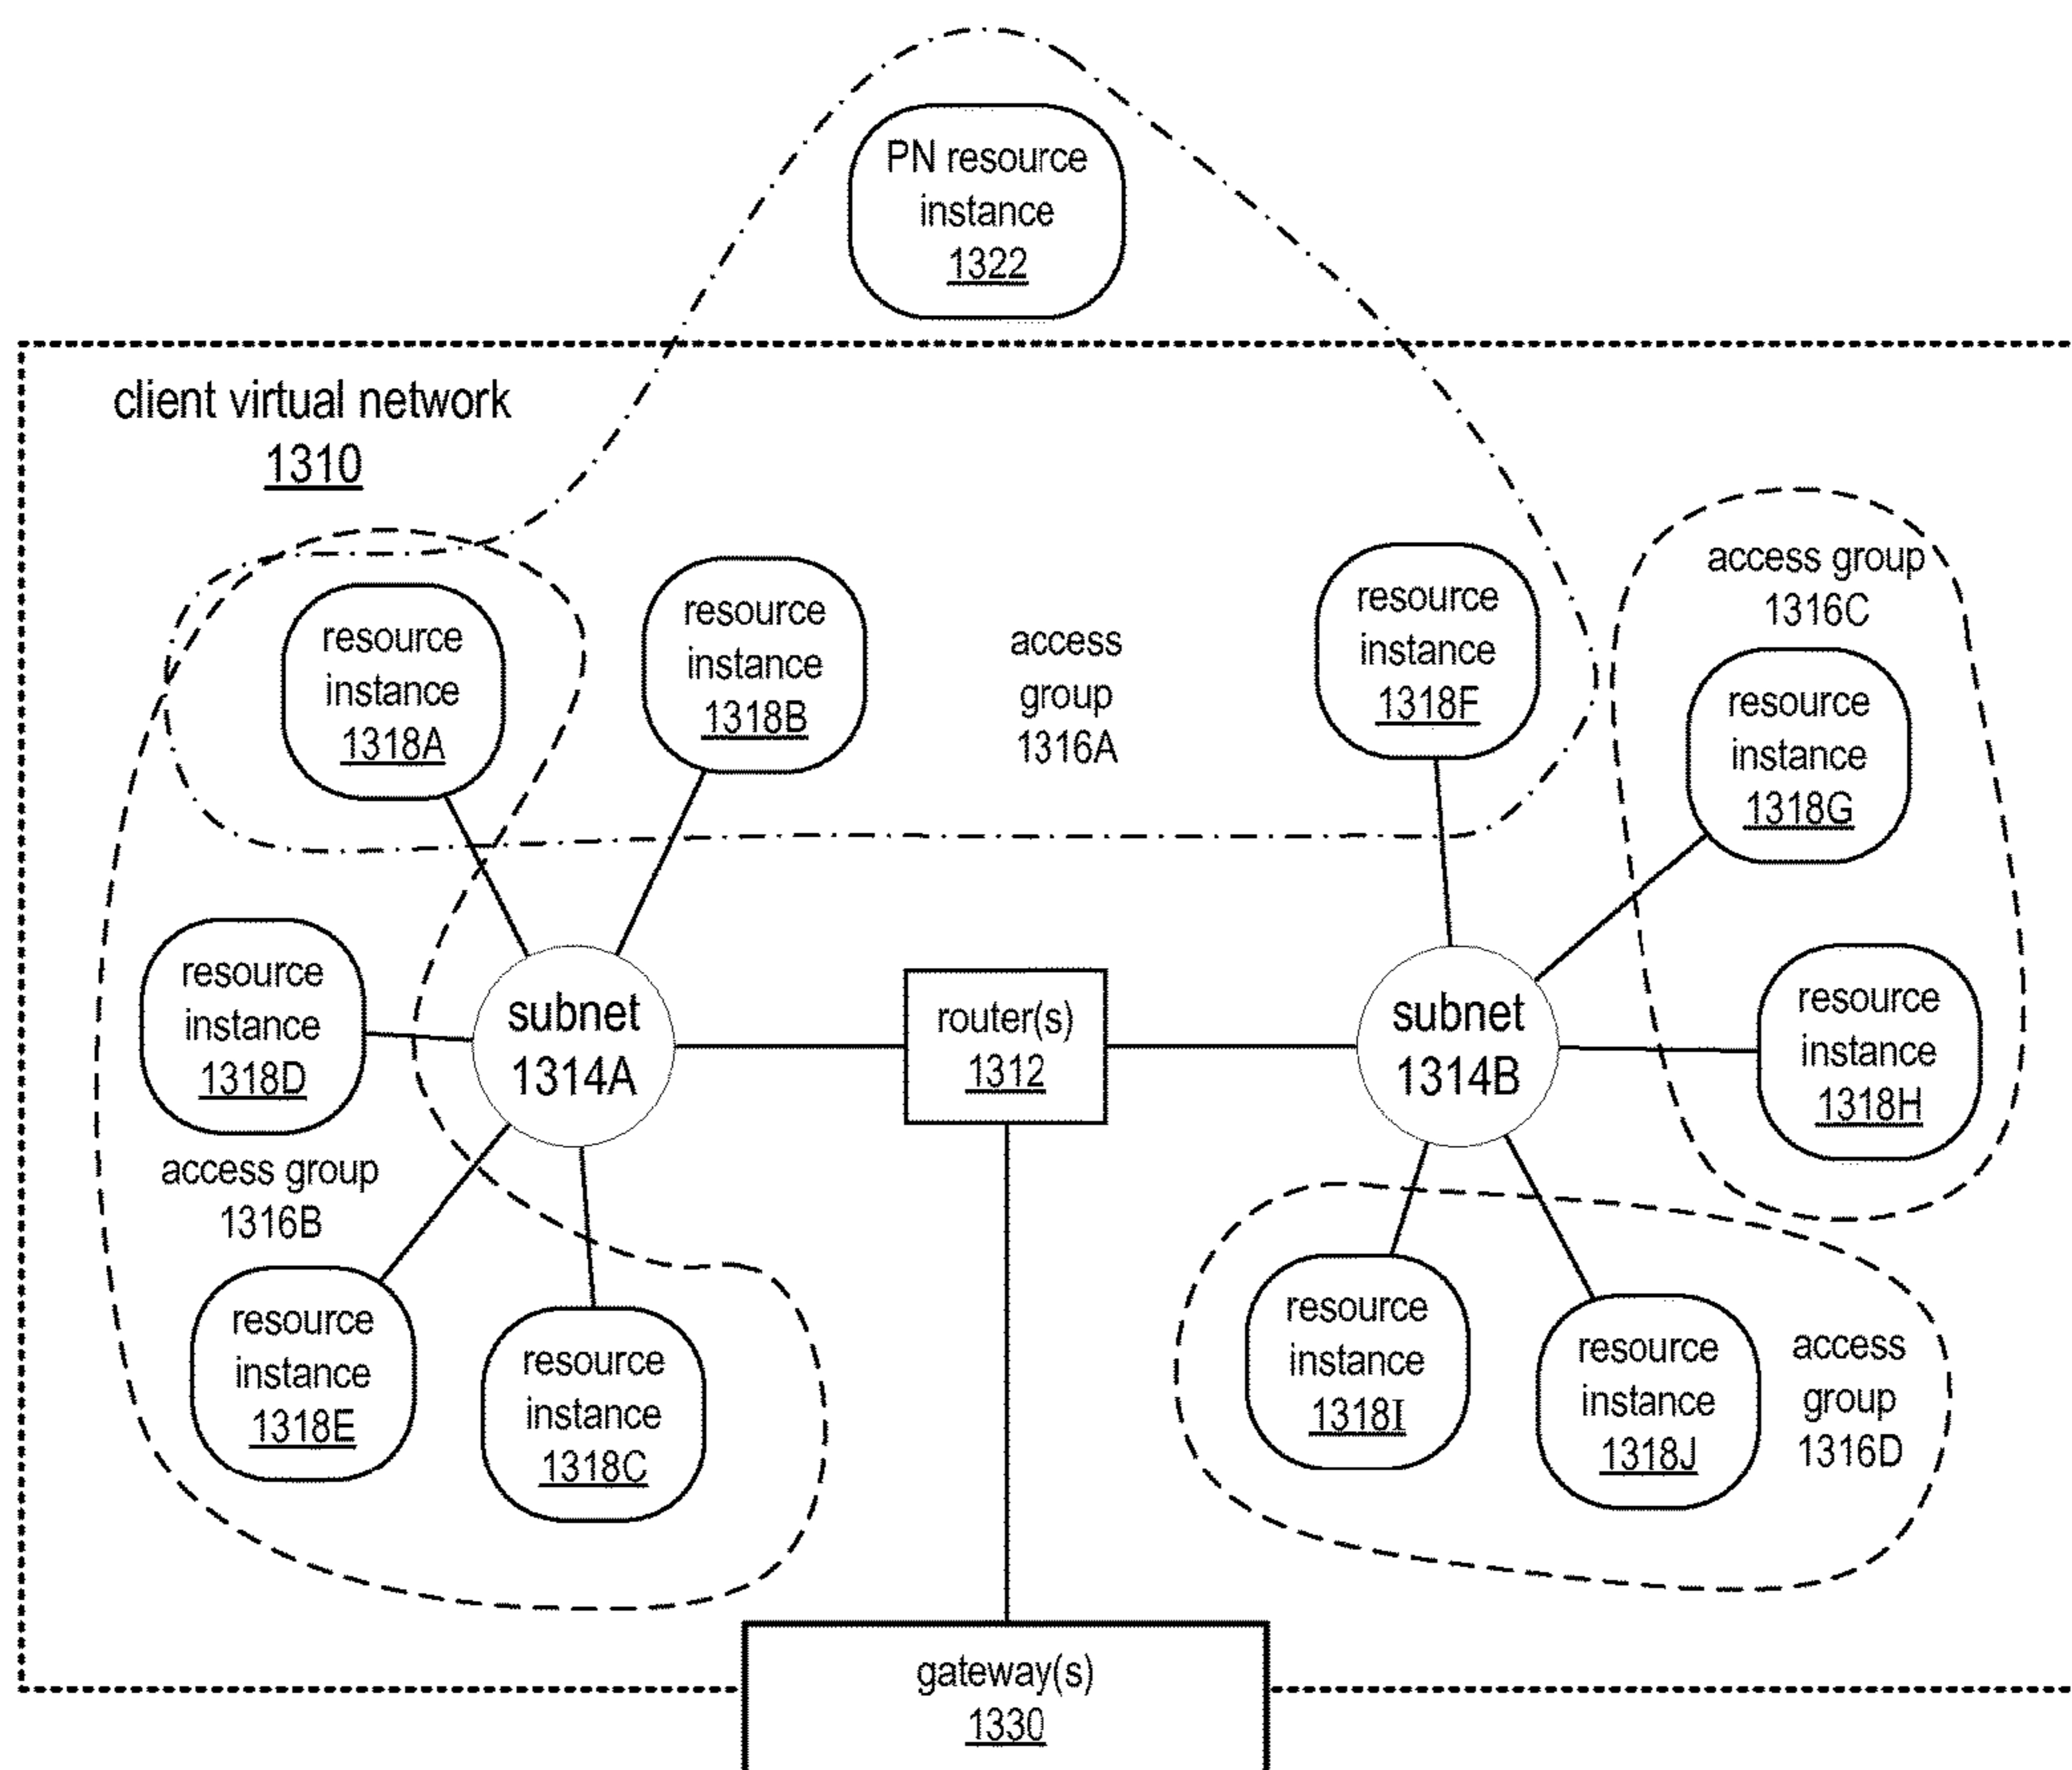 PN resource
instance
1322
client virtual network
1310
resource
instance
1318A
resource
instance
1318B
access
group
1316A
resource
instance
1318F
access group
1316C
resource
instance
1318G
resource
instance
1318D
subnet
1314A
router(s)
1312
subnet
1314B
resource
instance
1318H
access group
1316B
resource
instance
1318E
resource
instance
1318C
resource
instance
1318I
resource
instance
1318J
access
group
1316D
gateway(s)
1330